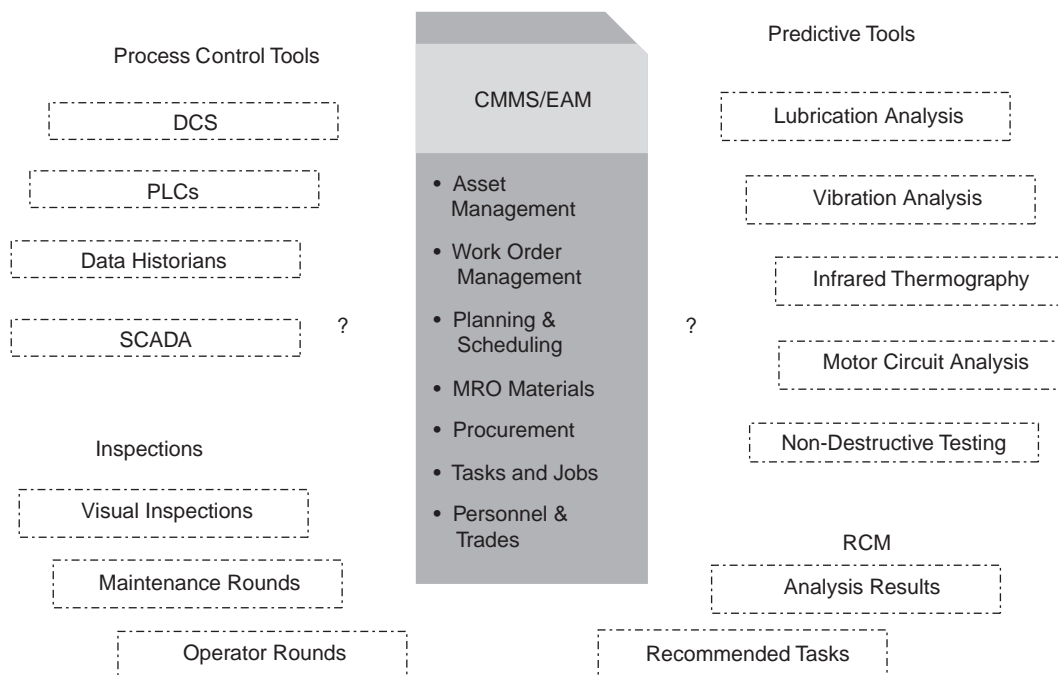 Process Control Tools
DCS
PLCs
Data Historians
SCADA
?
Inspections
Visual Inspections
Maintenance Rounds
Operator Rounds
CMMS/EAM
• Asset
Management
• Work Order
Management
• Planning &
Scheduling
• MRO Materials
• Procurement
• Tasks and Jobs
• Personnel &
Trades
Predictive Tools
Lubrication Analysis
Vibration Analysis
Infrared Thermography
?
Motor Circuit Analysis
Non-Destructive Testing
RCM
Analysis Results
Recommended Tasks